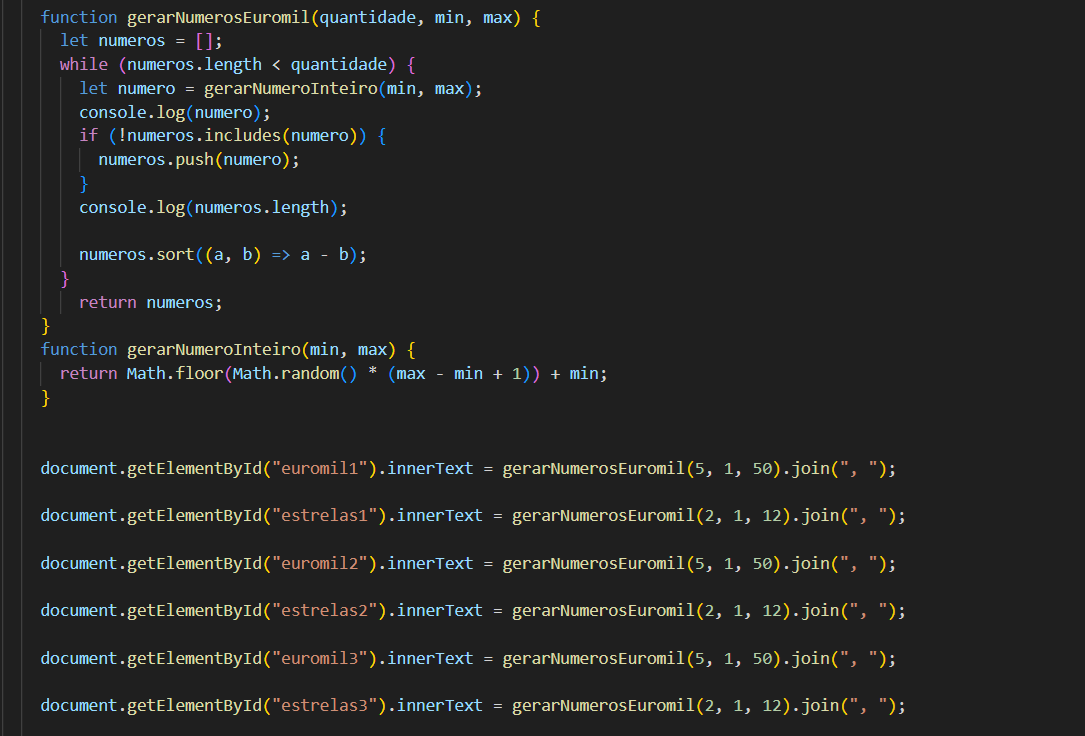 function gerarNumerosEuromil(quantidade, min, max) {
let numeros = [];
while (numeros.length < quantidade) {
let numero = gerarNumeroInteiro(min, max);
console.log(numero);
if (!numeros.includes(numero)) {
numeros.push(numero);
}
console.log(numeros.length);
numeros.sort((a, b) => a - b);
}
return numeros;
}
function gerarNumeroInteiro(min, max) {
return Math.floor(Math.random() * (max - min + 1)) + min;
}
document.getElementById("euromil1").innerText = gerarNumerosEuromil(5, 1, 50).join(", ");
document.getElementById("estrelas1").innerText = gerarNumerosEuromil(2, 1, 12).join(", ");
document.getElementById("euromil2").innerText = gerarNumerosEuromil(5, 1, 50).join(", ");
document.getElementById("estrelas2").innerText = gerarNumerosEuromil(2, 1, 12).join(", ");
document.getElementById("euromil3").innerText = gerarNumerosEuromil(5, 1, 50).join(", ");
document.getElementById("estrelas3").innerText = gerarNumerosEuromil(2, 1, 12).join(", ");